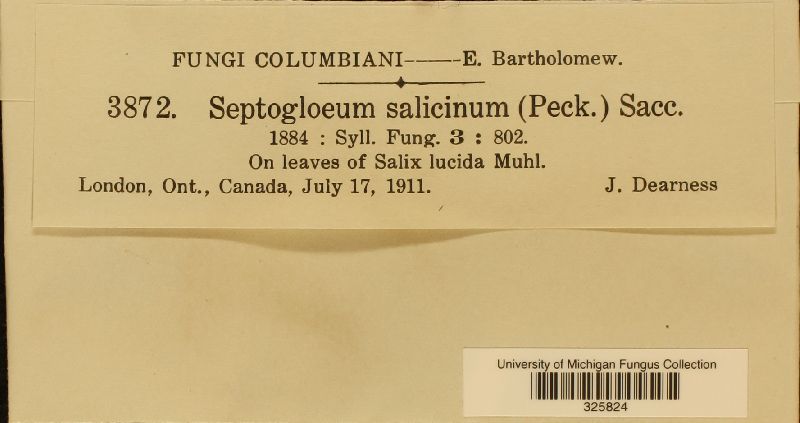 FUNGI COLUMBIANI——E. Bartholomew.
3872. Septogloeum salicinum (Peck.) Sacc.
1884 : Syll. Fung. 3 : 802.
On leaves of Salix lucida Muhl.
London, Ont., Canada, July 17, 1911. J. Dearness
University of Michigan Fungus Collection
325824